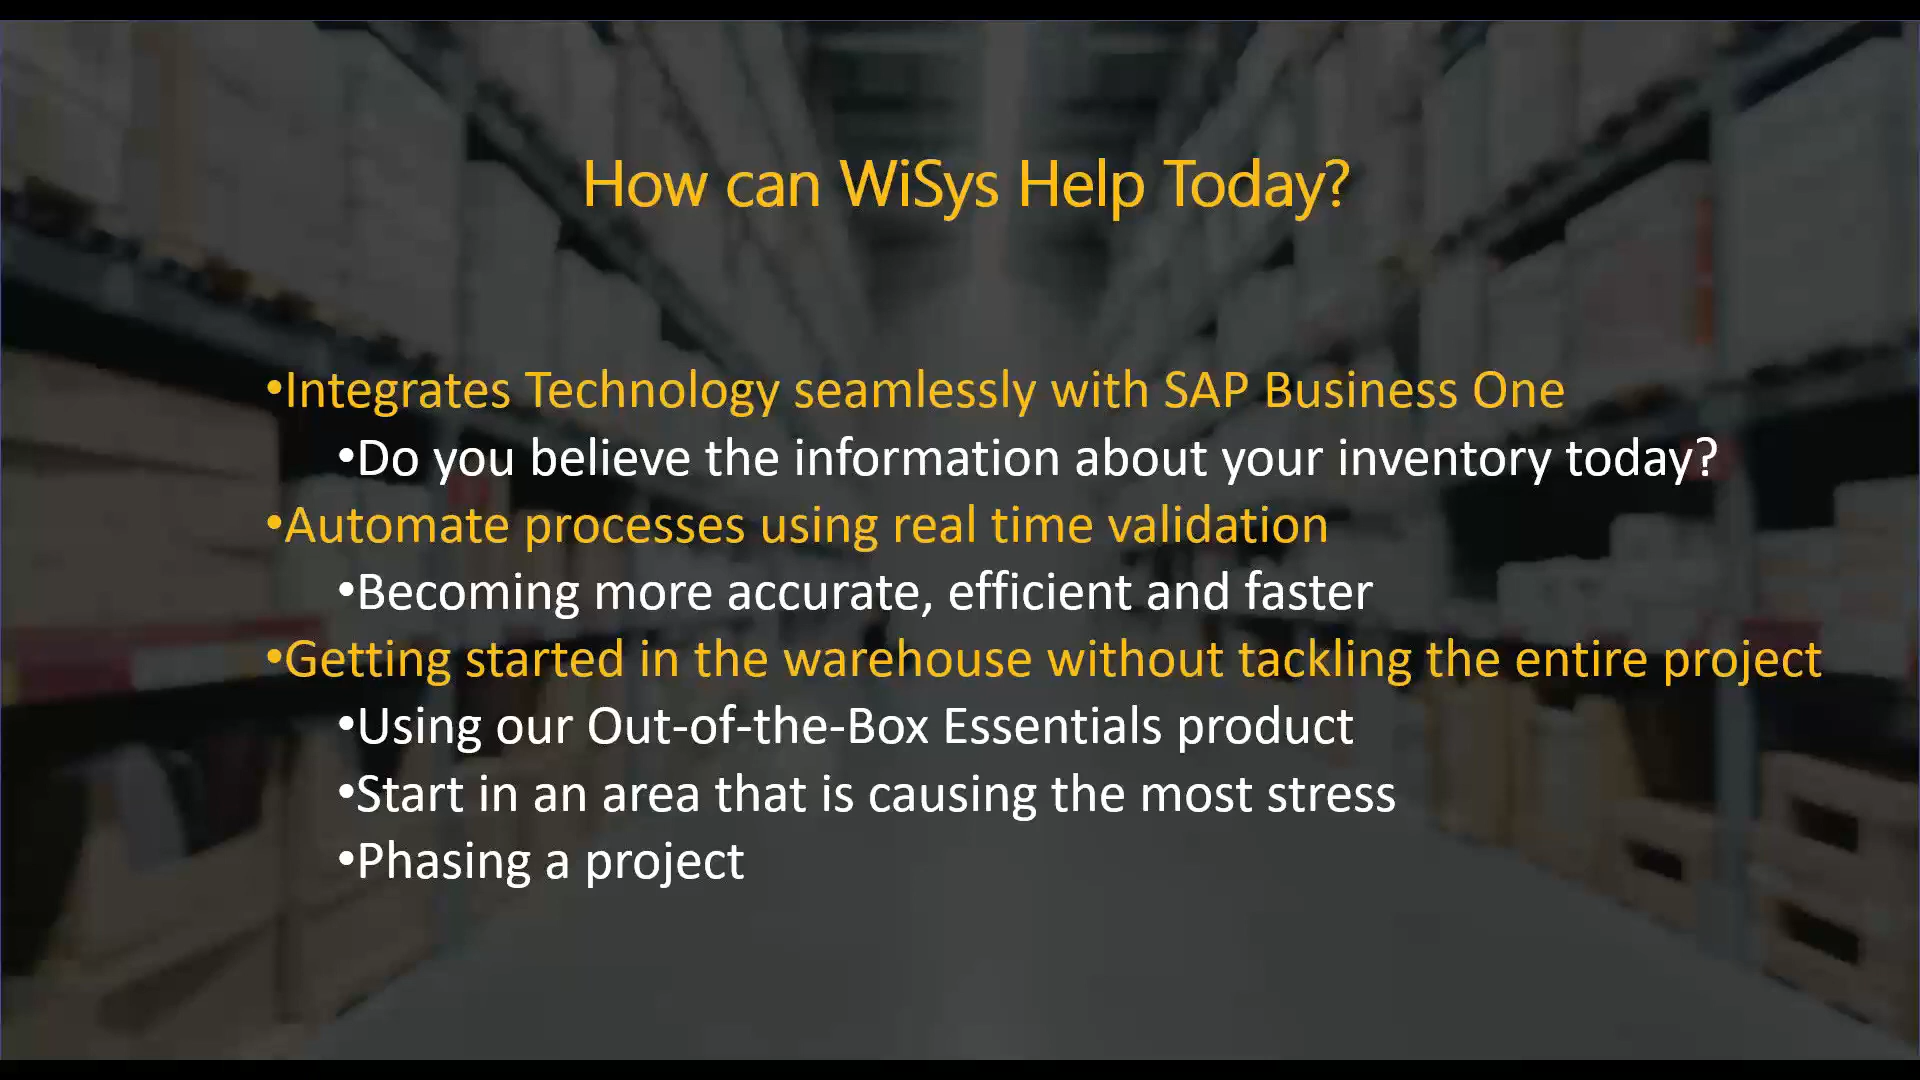 How can WiSys Help Today?
•Integrates Technology seamlessly with SAP Business One
•Do you believe the information about your inventory today?
•Automate processes using real time validation
•Becoming more accurate, efficient and faster
•Getting started in the warehouse without tackling the entire project
•Using our Out-of-the-Box Essentials product
•Start in an area that is causing the most stress
•Phasing a project